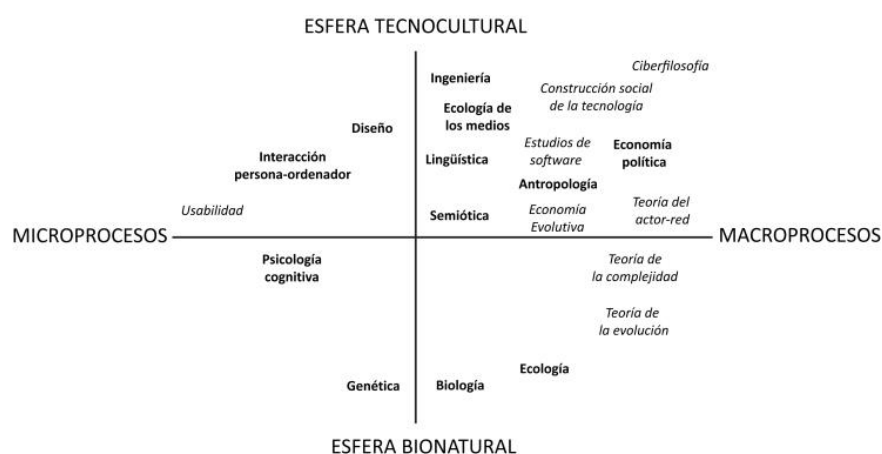 ESFERA TECNOCULTURAL
Ciberfilosofía
Ingeniería
Construcción social
de la tecnología
Ecología de
los medios
Diseño
Estudios de
software
Economía
política
Interacción
persona-ordenador
Lingüística
Antropología
Usabilidad
Semiótica
Economía
Evolutiva
Teoría del
actor-red
MICROPROCESOS
MACROPROCESOS
Psicología
cognitiva
Teoría de
la complejidad
Teoría de
la evolución
Ecología
Genética
Biología
ESFERA BIONATURAL